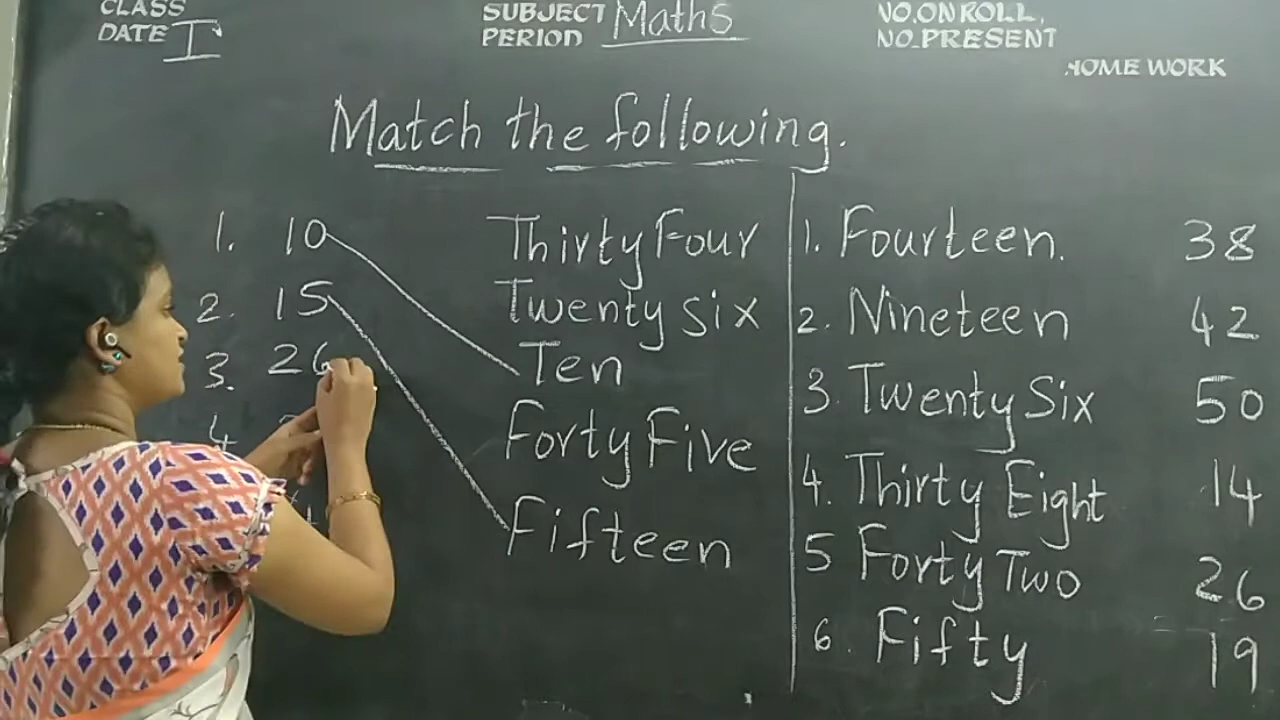 CLASS
DATE I
SUBJECT Maths
PERIOD
NO.ON ROLL,
NO.PRESENT
HOME WORK
Match the following.
1. 10 Thirty Four
2. 15 Twenty six
3. 26 Ten
4 Forty Five
Fifteen
1. Fourteen. 38
2. Nineteen 42
3. Twenty Six 50
4. Thirty Eight 14
5 Forty Two 26
6. Fifty 19